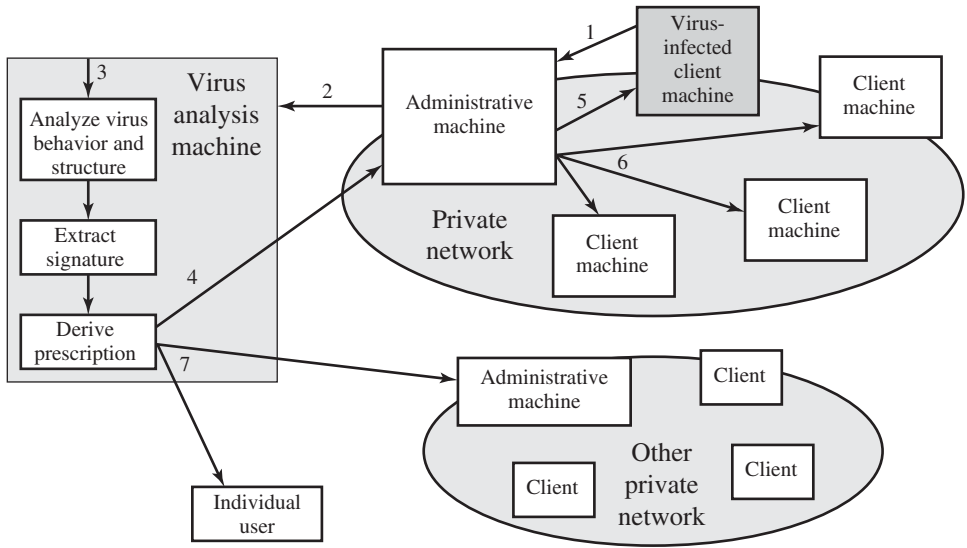 3
Virus
analysis
machine
Analyze virus
behavior and
structure
Extract
signature
Derive
prescription
2
4
7
Administrative
machine
1
5
Virus-
infected
client
machine
Client
machine
6
Client
machine
Client
machine
Private
network
Individual
user
Administrative
machine
Client
Client
Client
Other
private
network